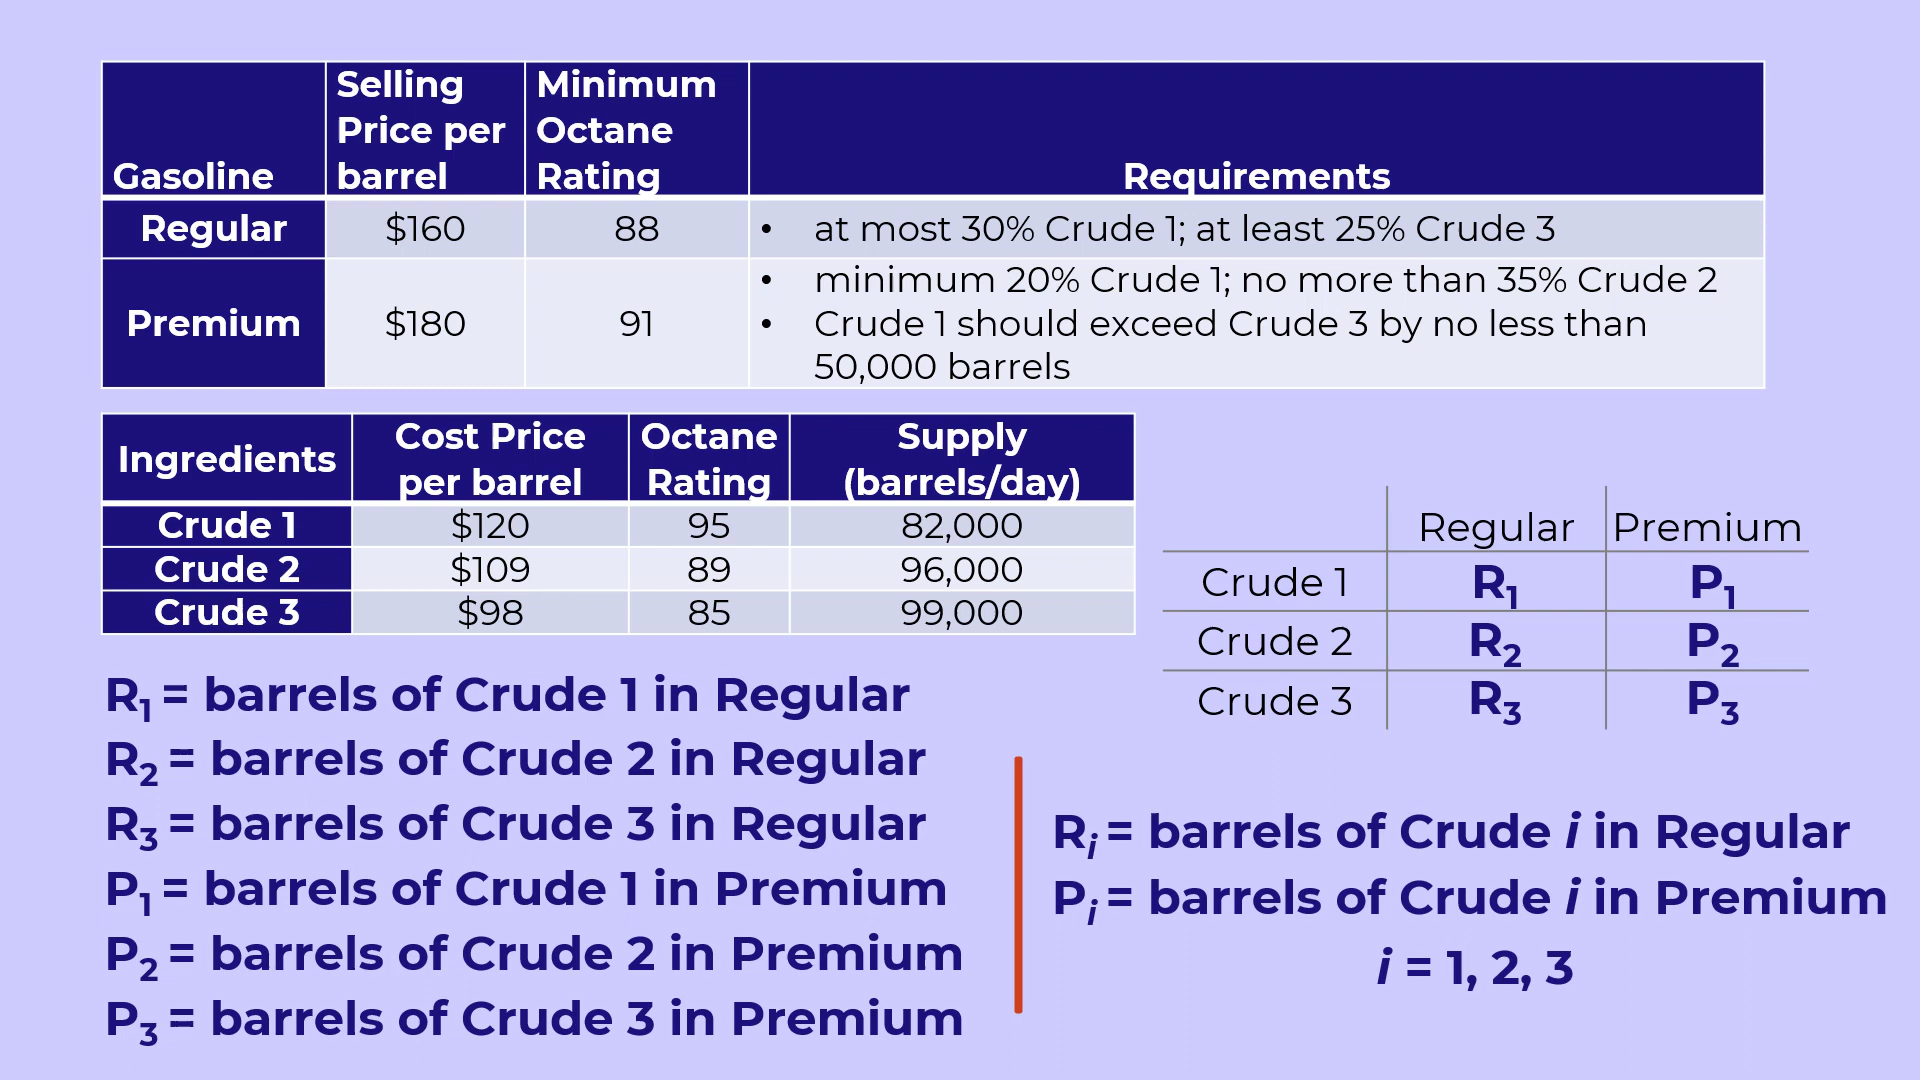 Gasoline
Selling
Price per
barrel
Minimum
Octane
Rating
Requirements
Regular
$160
88
• at most 30% Crude 1; at least 25% Crude 3
Premium
$180
91
• minimum 20% Crude 1; no more than 35% Crude 2
• Crude 1 should exceed Crude 3 by no less than
50,000 barrels
Ingredients
Cost Price
per barrel
Octane
Rating
Supply
(barrels/day)
Crude 1 $120 95 82,000
Crude 2 $109 89 96,000
Crude 3 $98 85 99,000
Regular Premium
Crude 1 R₁ P₁
Crude 2 R₂ P₂
Crude 3 R₃ P₃
R₁ = barrels of Crude 1 in Regular
R₂ = barrels of Crude 2 in Regular
R₃ = barrels of Crude 3 in Regular
P₁ = barrels of Crude 1 in Premium
P₂ = barrels of Crude 2 in Premium
P₃ = barrels of Crude 3 in Premium
Rᵢ = barrels of Crude i in Regular
Pᵢ = barrels of Crude i in Premium
i = 1, 2, 3